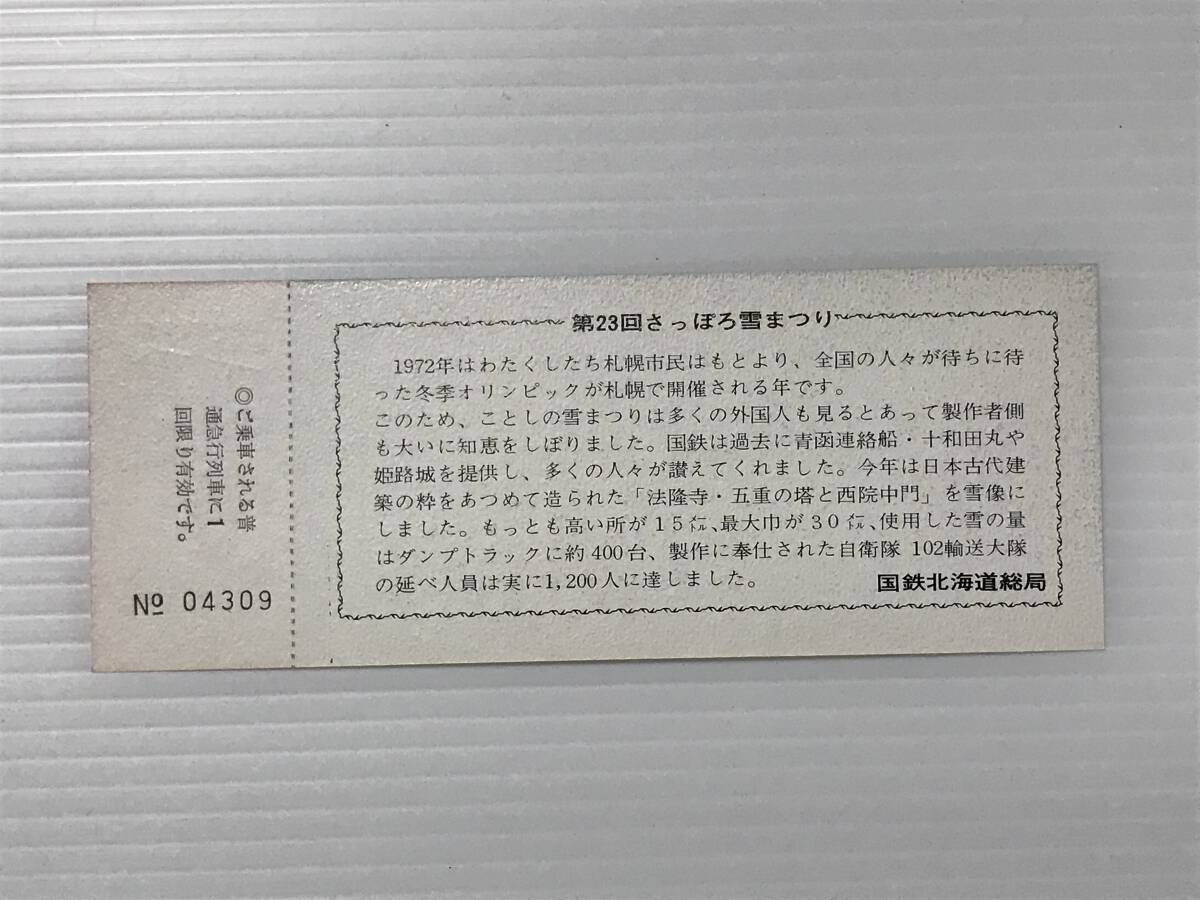 ◎ご乗車される普
通急行列車に1
回限り有効です。
№ 04309
第23回さっぽろ雪まつり
1972年はわたくしたち札幌市民はもとより、全国の人々が待ちに待
った冬季オリンピックが札幌で開催される年です。
このため、ことしの雪まつりは多くの外国人も見るとあって製作者側
も大いに知恵をしぼりました。国鉄は過去に青函連絡船・十和田丸や
姫路城を提供し、多くの人々が讃えてくれました。今年は日本古代建
築の粋をあつめて造られた「法隆寺・五重の塔と西院中門」を雪像に
しました。もっとも高い所が15㍍、最大巾が30㍍、使用した雪の量
はダンプトラックに約400台、製作に奉仕された自衛隊102輸送大隊
の延べ人員は実に1,200人に達しました。
国鉄北海道総局